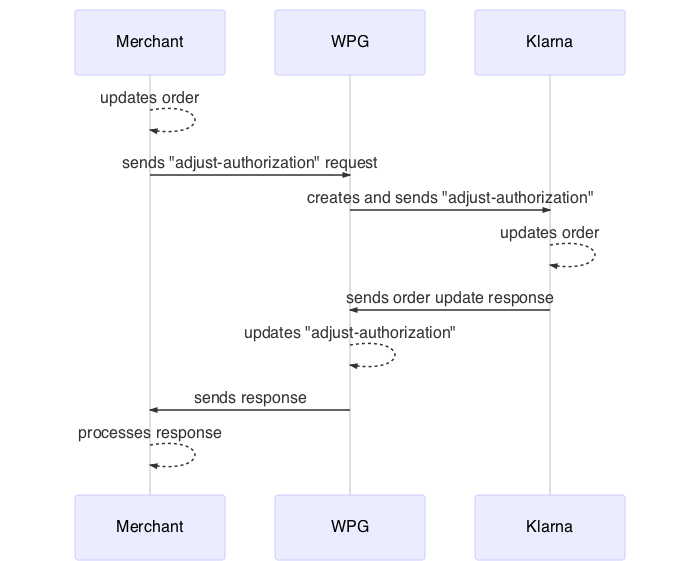 Merchant
WPG
Klarna
updates order
sends "adjust-authorization" request
creates and sends "adjust-authorization"
updates order
sends order update response
updates "adjust-authorization"
sends response
processes response
Merchant
WPG
Klarna